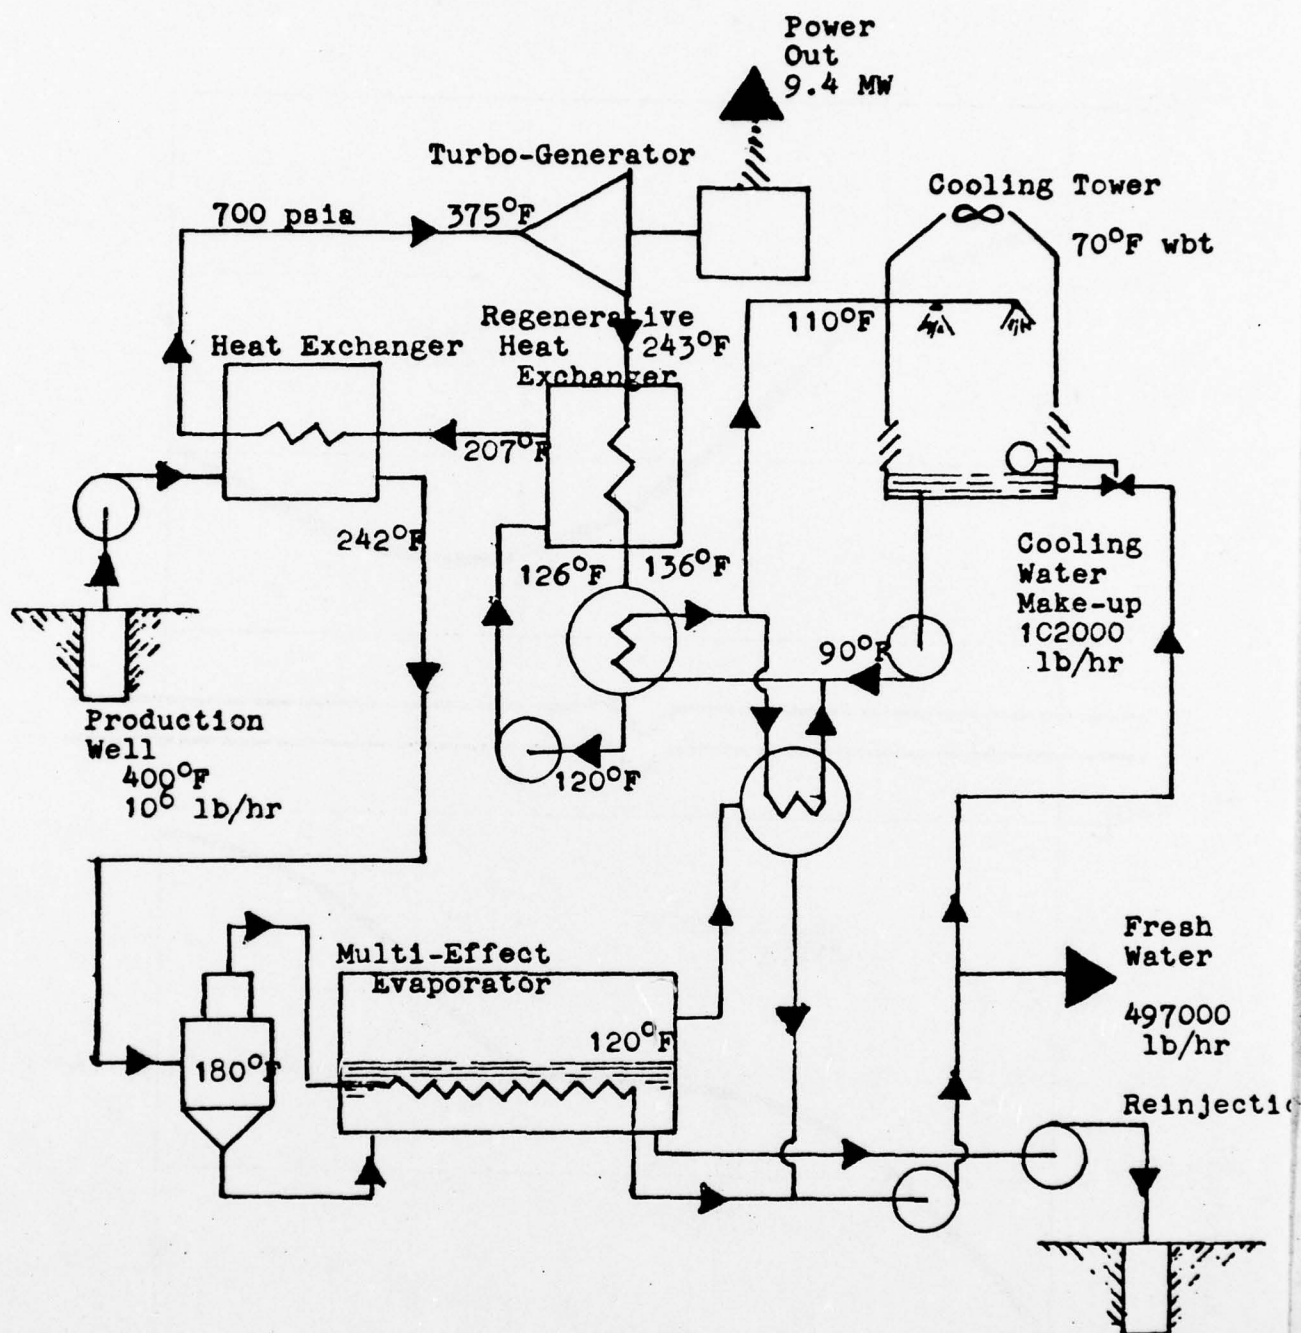 Power
Out
9.4 MW
Turbo-Generator
Cooling Tower
700 psia
375°F
70°F wbt
Regenerative
Heat
Exchanger
243°F
110°F
Heat Exchanger
207°F
242°F
126°F
136°F
Cooling
Water
Make-up
102000
lb/hr
90°F
Production
Well
400°F
10⁶ lb/hr
120°F
Multi-Effect
Evaporator
Fresh
Water
120°F
497000
lb/hr
180°F
Reinjectio